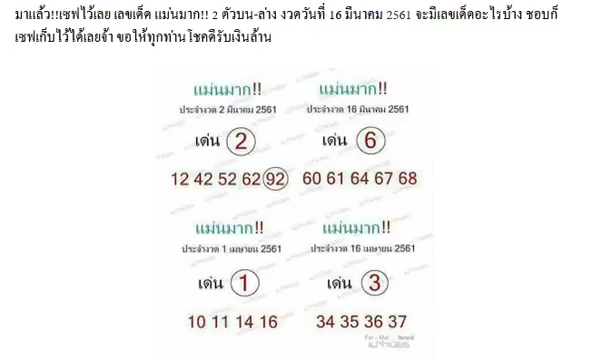 มาแล้ว!!!เซฟไว้เลย เลขเด็ด แม่นมาก!! 2 ตัวบน-ล่าง งวดวันที่ 16 มีนาคม 2561 จะมีเลขเด็ดอะไรบ้าง ชอบก็
เซฟเก็บไว้ได้เลยจ้า ขอให้ทุกท่านโชคดีรับเงินล้าน
แม่นมาก!!
ประจำงวด 2 มีนาคม 2561
เด่น 2
12 42 52 62 92
แม่นมาก!!
ประจำงวด 16 มีนาคม 2561
เด่น 6
60 61 64 67 68
แม่นมาก!!
ประจำงวด 1 เมษายน 2561
เด่น 1
10 11 14 16
แม่นมาก!!
ประจำงวด 16 เมษายน 2561
เด่น 3
34 35 36 37